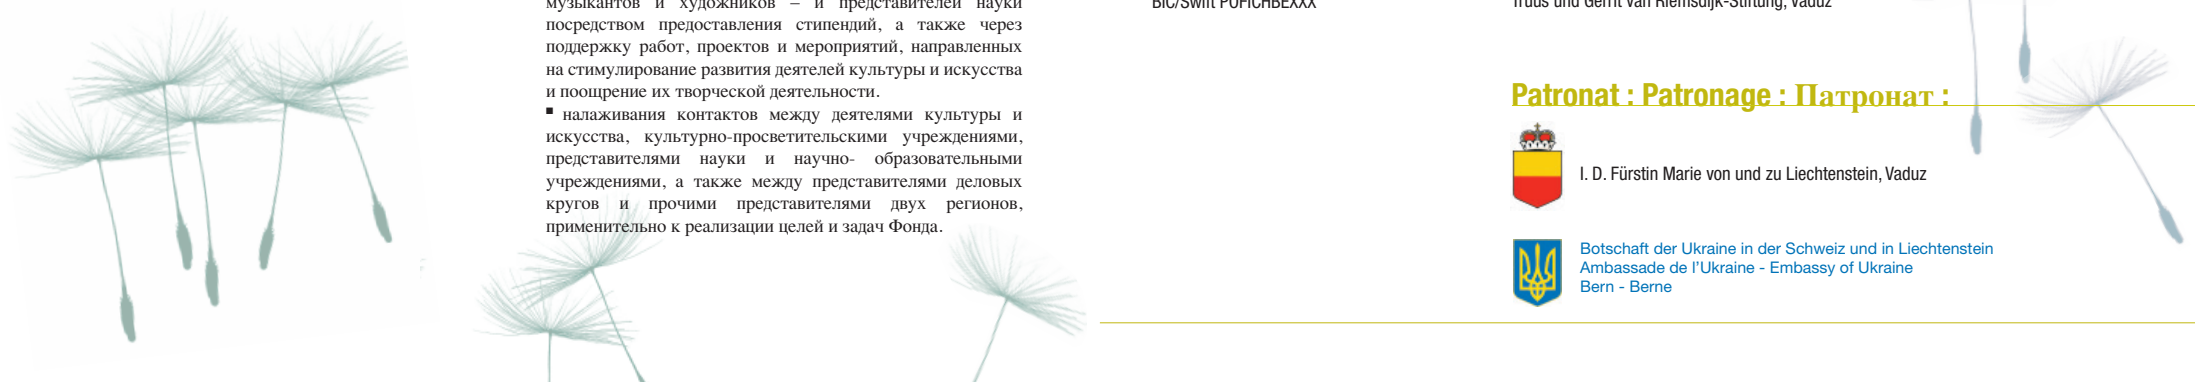 музыкантов и художников – и представителей науки
посредством предоставления стипендий, а также через
поддержку работ, проектов и мероприятий, направленных
на стимулирование развития деятелей культуры и искусства
и поощрение их творческой деятельности.
▪ налаживания контактов между деятелями культуры и
искусства, культурно-просветительскими учреждениями,
представителями науки и научно- образовательными
учреждениями, а также между представителями деловых
кругов и прочими представителями двух регионов,
применительно к реализации целей и задач Фонда.
BIC/Swift POFICHBEXXX
Truus und Gerrit van Riemsdijk-Stiftung, Vaduz
Patronat : Patronage : Патронат :
I. D. Fürstin Marie von und zu Liechtenstein, Vaduz
Botschaft der Ukraine in der Schweiz und in Liechtenstein
Ambassade de l'Ukraine - Embassy of Ukraine
Bern - Berne